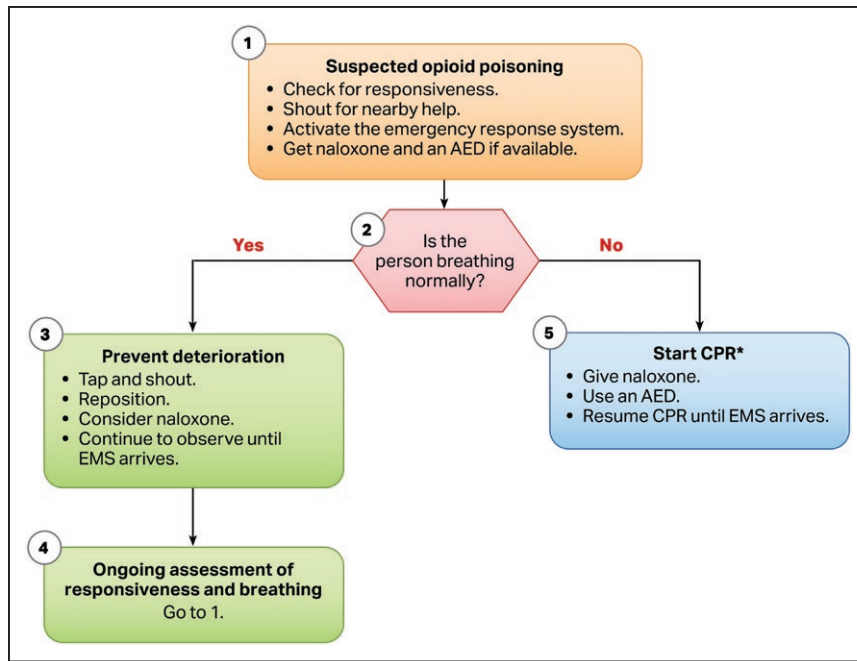 1
Suspected opioid poisoning
• Check for responsiveness.
• Shout for nearby help.
• Activate the emergency response system.
• Get naloxone and an AED if available.
2
Is the
person breathing
normally?
Yes
No
3
Prevent deterioration
• Tap and shout.
• Reposition.
• Consider naloxone.
• Continue to observe until
EMS arrives.
4
Ongoing assessment of
responsiveness and breathing
Go to 1.
5
Start CPR*
• Give naloxone.
• Use an AED.
• Resume CPR until EMS arrives.